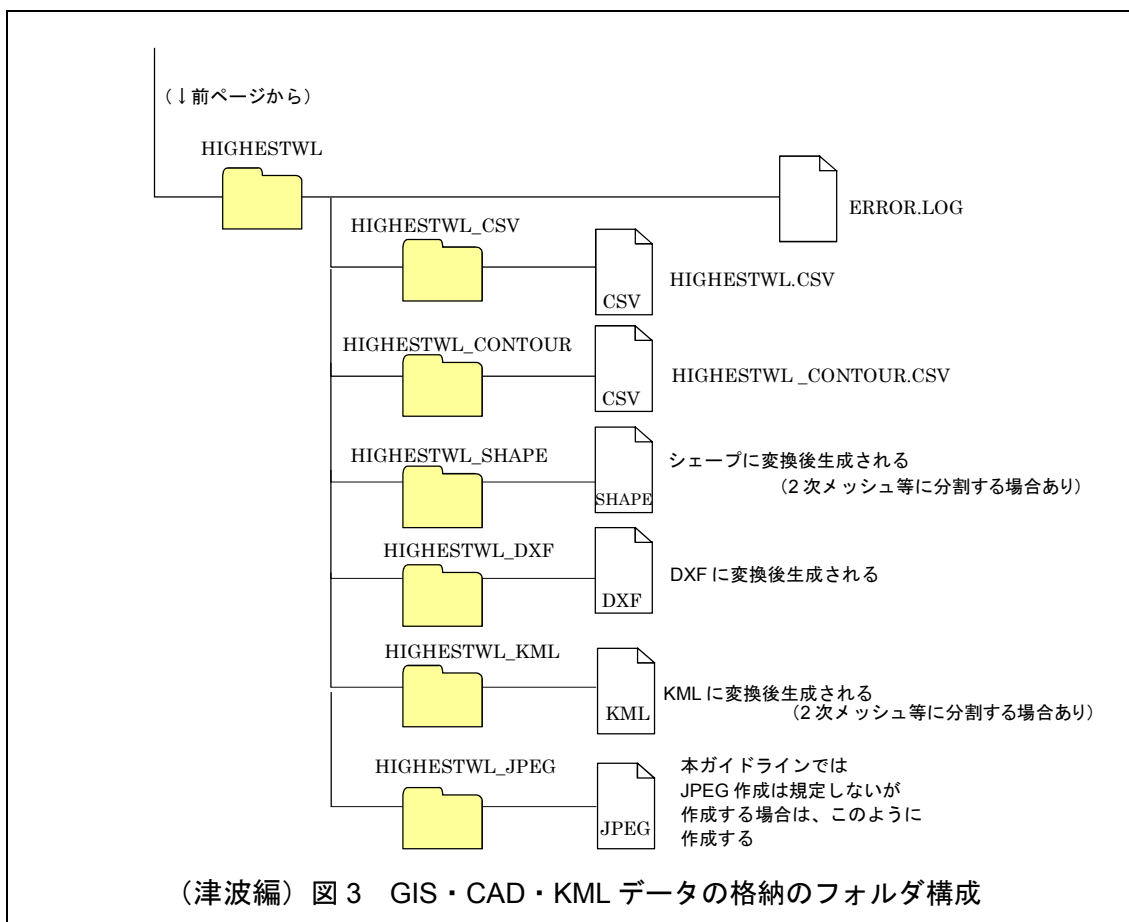 （↓前ページから）
HIGHESTWL
ERROR.LOG
HIGHESTWL_CSV
CSV
HIGHESTWL.CSV
HIGHESTWL_CONTOUR
CSV
HIGHESTWL _CONTOUR.CSV
HIGHESTWL_SHAPE
SHAPE
シェープに変換後生成される
（2 次メッシュ等に分割する場合あり）
HIGHESTWL_DXF
DXF
DXF に変換後生成される
HIGHESTWL_KML
KML
KML に変換後生成される
（2 次メッシュ等に分割する場合あり）
HIGHESTWL_JPEG
JPEG
本ガイドラインでは
JPEG 作成は規定しないが
作成する場合は、このように
作成する
（津波編）図 3　GIS・CAD・KML データの格納のフォルダ構成